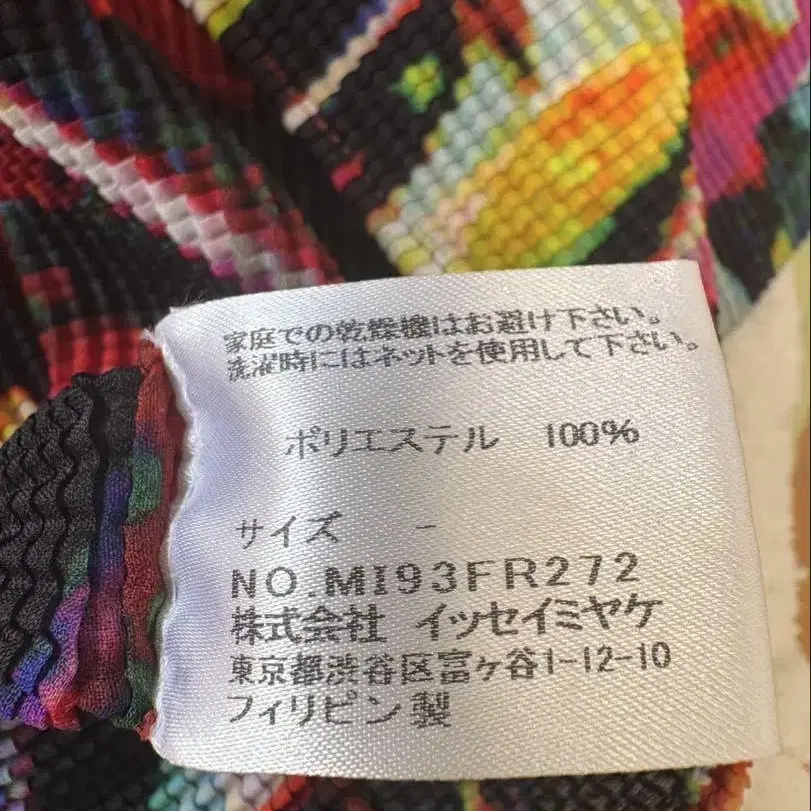 家庭での乾燥機はお避け下さい。
洗濯時にはネットを使用して下さい。
ポリエステル 100%
サイズ -
NO.MI93FR272
株式会社 イッセイミヤケ
東京都渋谷区富ヶ谷1-12-10
フィリピン製